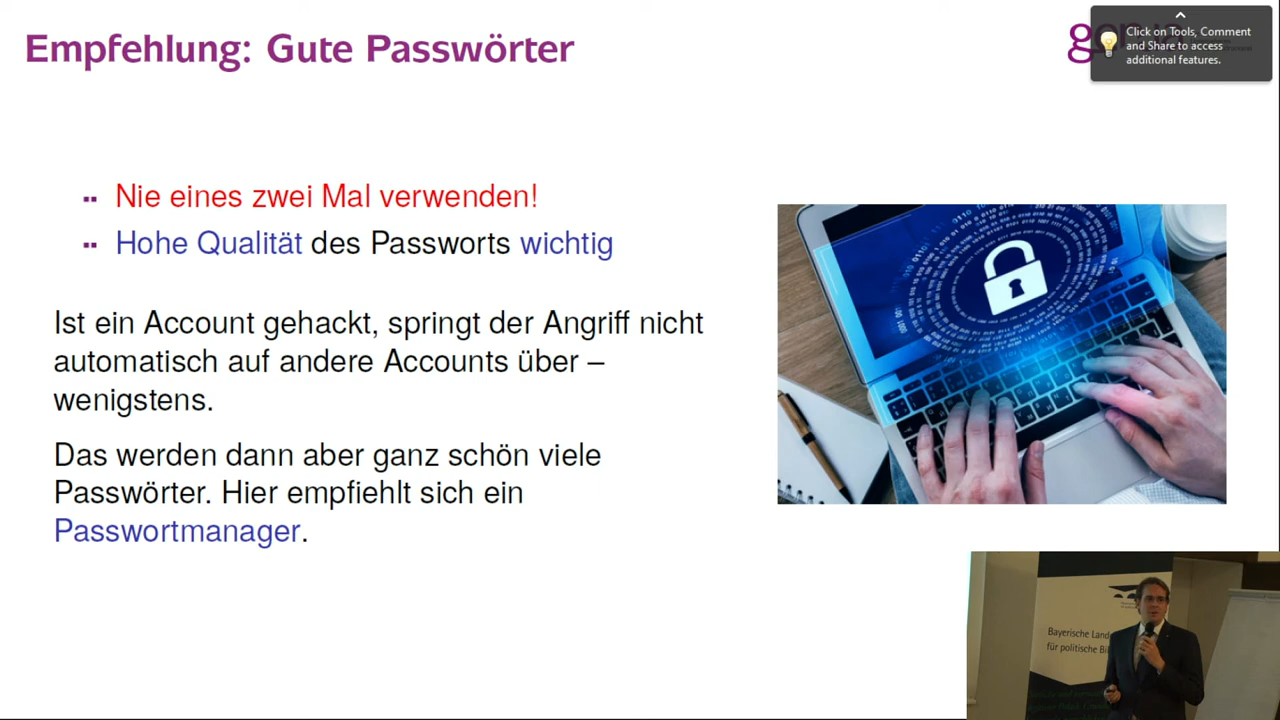 Empfehlung: Gute Passwörter
Click on Tools, Comment
and Share to access
additional features.
Nie eines zwei Mal verwenden!
Hohe Qualität des Passworts wichtig
Ist ein Account gehackt, springt der Angriff nicht
automatisch auf andere Accounts über –
wenigstens.
Das werden dann aber ganz schön viele
Passwörter. Hier empfiehlt sich ein
Passwortmanager.
Bayerische
für politische